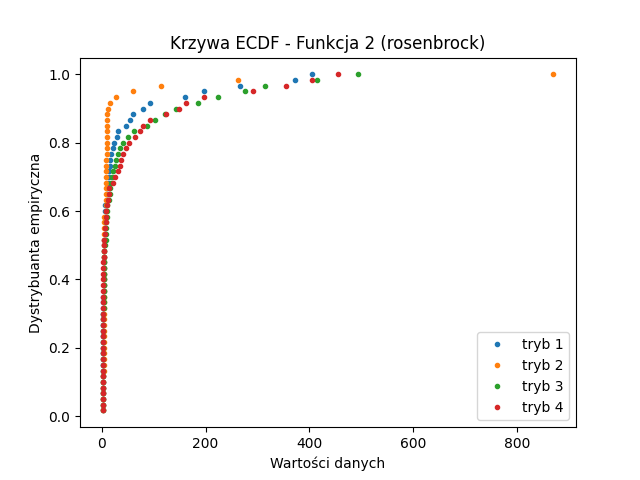 Krzywa ECDF - Funkcja 2 (rosenbrock)
Dystrybuanta empiryczna
1.0
0.8
0.6
0.4
0.2
0.0
0
200
400
600
800
Wartości danych
tryb 1
tryb 2
tryb 3
tryb 4